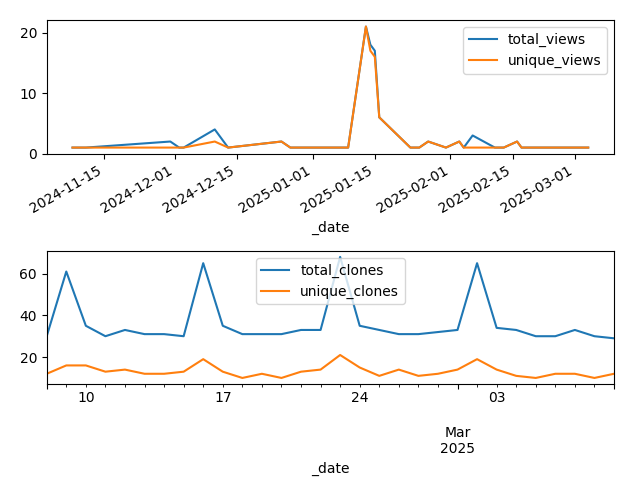 20
10
0
total_views
unique_views
2024-11-15
2024-12-01
2024-12-15
2025-01-01
2025-01-15
2025-02-01
2025-02-15
2025-03-01
_date
60
40
20
total_clones
unique_clones
10
17
24
03
Mar
2025
_date